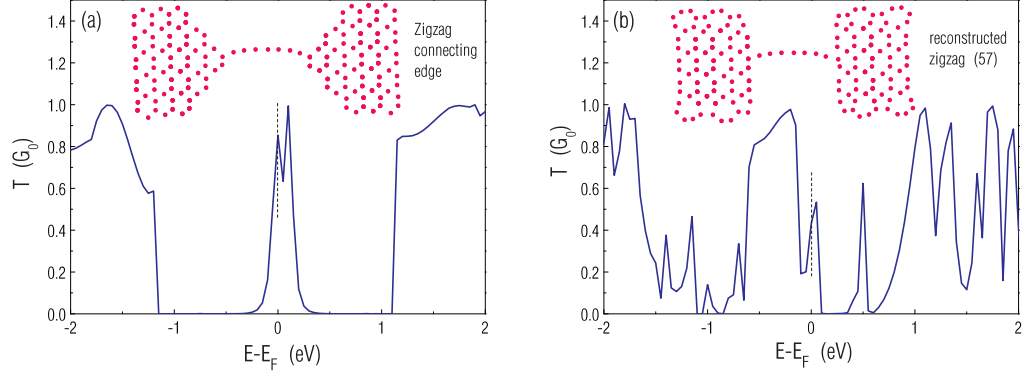 (a)
Zigzag
connecting
edge
1.4
1.2
1.0
0.8
0.6
0.4
0.2
0.0
T (G₀)
-2
-1
0
1
2
E-E_F (eV)
(b)
reconstructed
zigzag (57)
1.4
1.2
1.0
0.8
0.6
0.4
0.2
0.0
T (G₀)
-2
-1
0
1
2
E-E_F (eV)